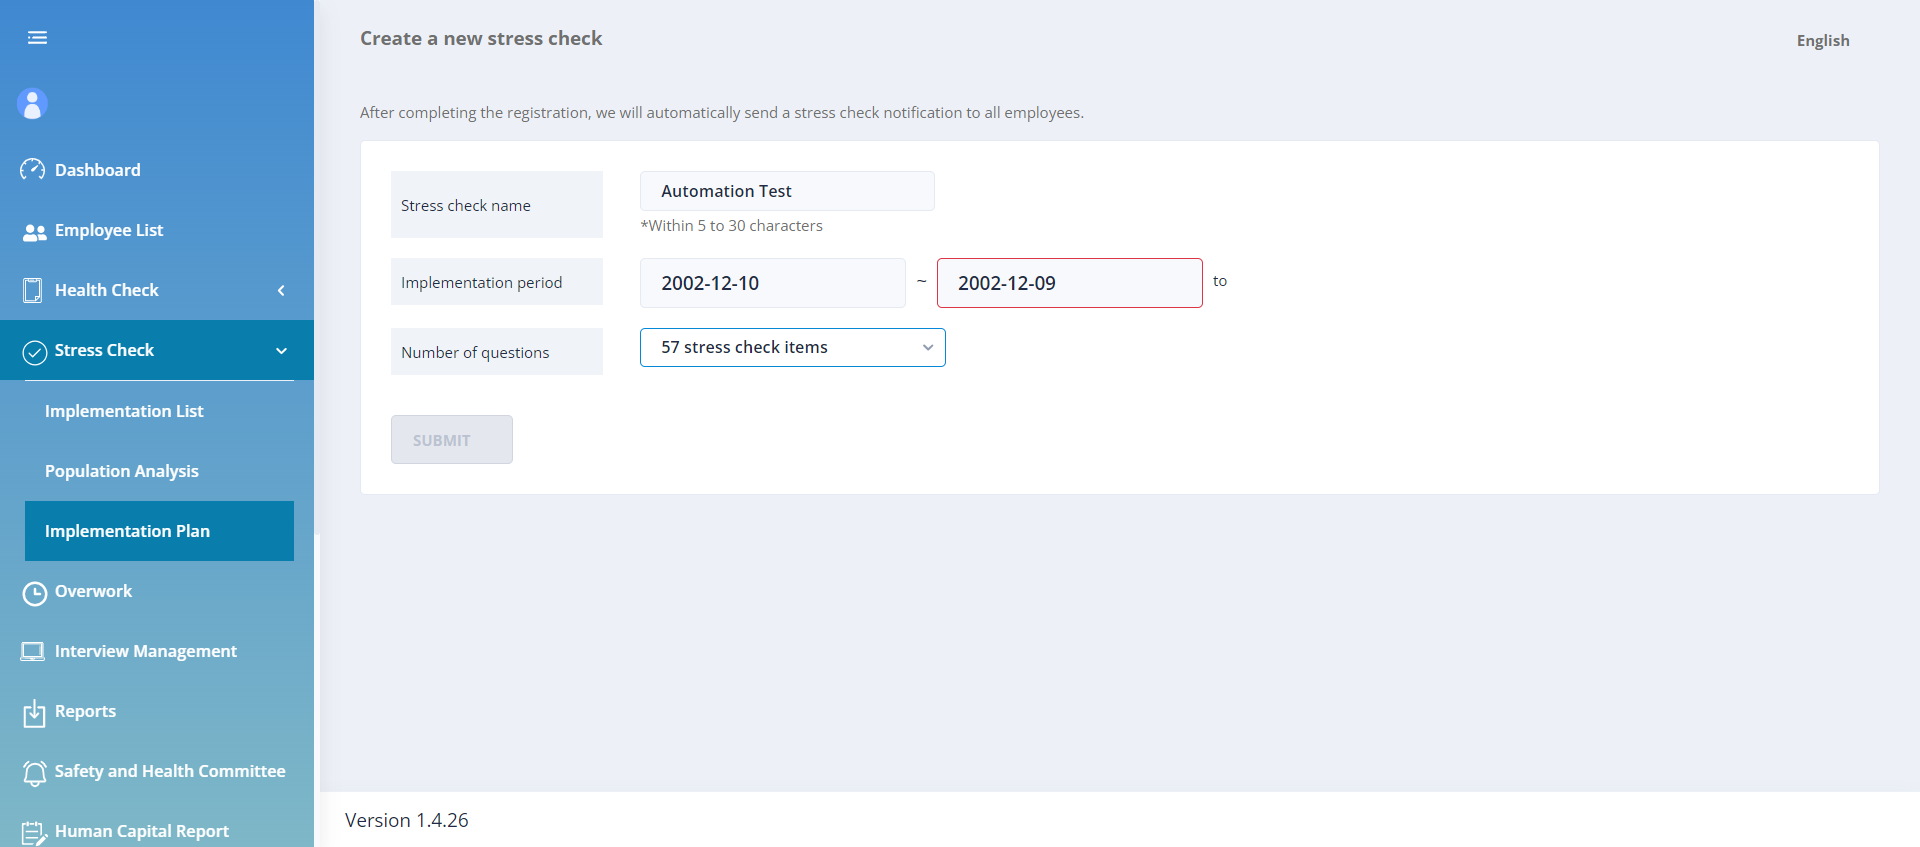 Create a new stress check
English
Dashboard
Employee List
Health Check
Stress Check
Implementation List
Population Analysis
Implementation Plan
Overwork
Interview Management
Reports
Safety and Health Committee
Human Capital Report
After completing the registration, we will automatically send a stress check notification to all employees.
Stress check name
Automation Test
*Within 5 to 30 characters
Implementation period
2002-12-10 ~ 2002-12-09 to
Number of questions
57 stress check items
SUBMIT
Version 1.4.26